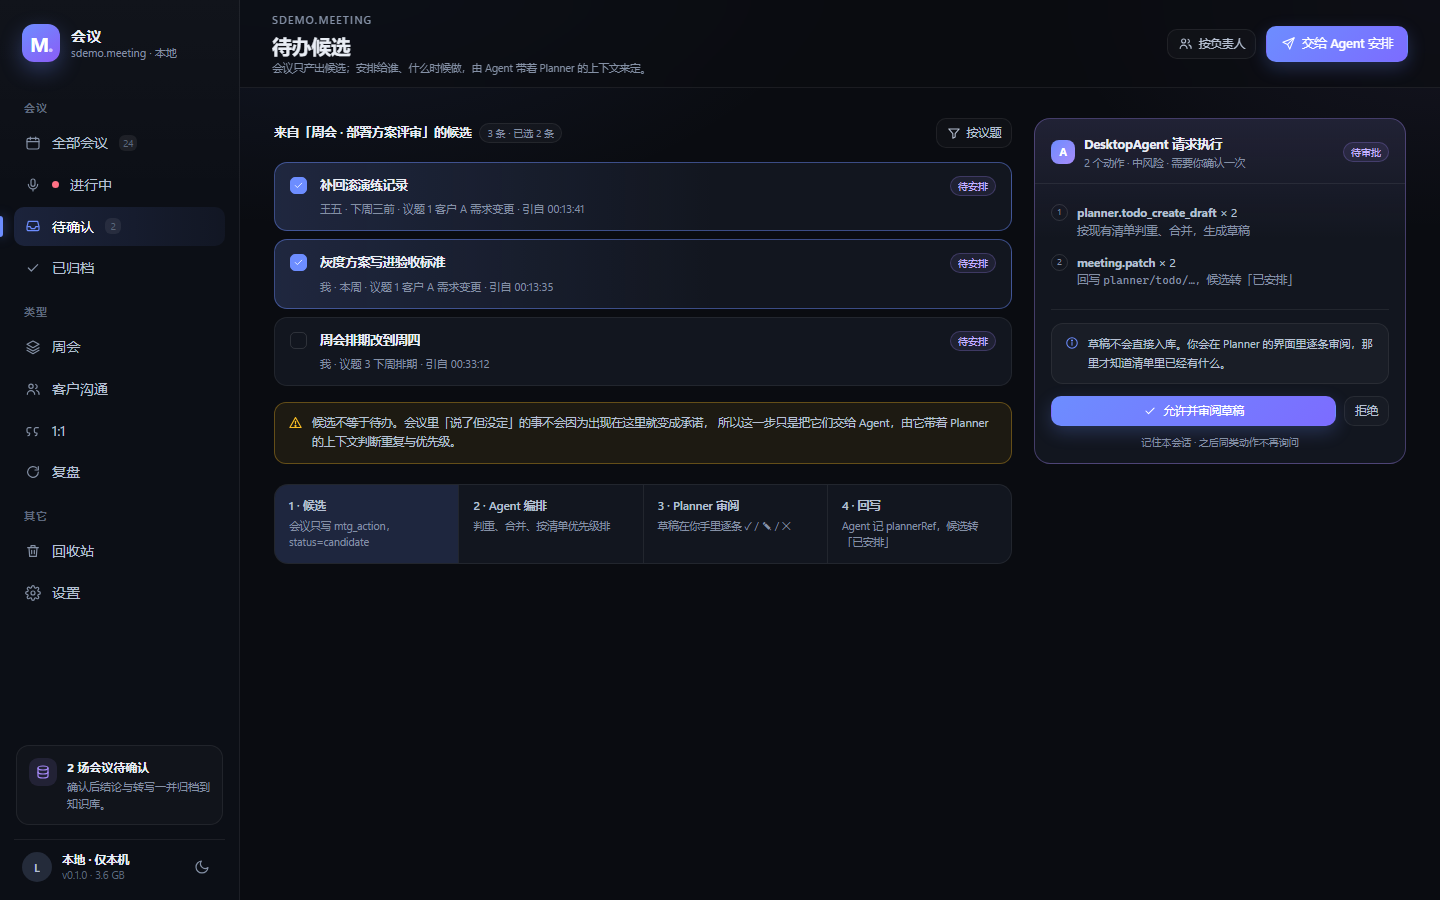 M.
会议
sdemo.meeting · 本地
会议
全部会议 24
进行中
待确认 2
已归档
类型
周会
客户沟通
1:1
复盘
其它
回收站
设置
2 场会议待确认
确认后结论与转写一并归档到
知识库。
L
本地 · 仅本机
v0.1.0 · 3.6 GB
SDEMO.MEETING
待办候选
会议只产出候选；安排给谁、什么时候做，由 Agent 带着 Planner 的上下文来定。
按负责人
交给 Agent 安排
来自「周会 · 部署方案评审」的候选 3 条 · 已选 2 条
按议题
补回滚演练记录
待安排
王五 · 下周三前 · 议题 1 客户 A 需求变更 · 引自 00:13:41
灰度方案写进验收标准
待安排
我 · 本周 · 议题 1 客户 A 需求变更 · 引自 00:13:35
周会排期改到周四
待安排
我 · 议题 3 下周排期 · 引自 00:33:12
候选不等于待办。会议里「说了但没定」的事不会因为出现在这里就变成承诺， 所以这一步只是把它们交给 Agent，由它带着 Planner
的上下文判断重复与优先级。
1 · 候选
会议只写 mtg_action，
status=candidate
2 · Agent 编排
判重、合并、按清单优先级排
3 · Planner 审阅
草稿在你手里逐条 ✓ / ✎ / ✕
4 · 回写
Agent 记 plannerRef，候选转
「已安排」
A
DesktopAgent 请求执行
2 个动作 · 中风险 · 需要你确认一次
待审批
1 planner.todo_create_draft × 2
按现有清单判重、合并，生成草稿
2 meeting.patch × 2
回写 planner/todo/…，候选转「已安排」
草稿不会直接入库。你会在 Planner 的界面里逐条审阅，那
里才知道清单里已经有什么。
允许并审阅草稿
拒绝
记住本会话 · 之后同类动作不再询问